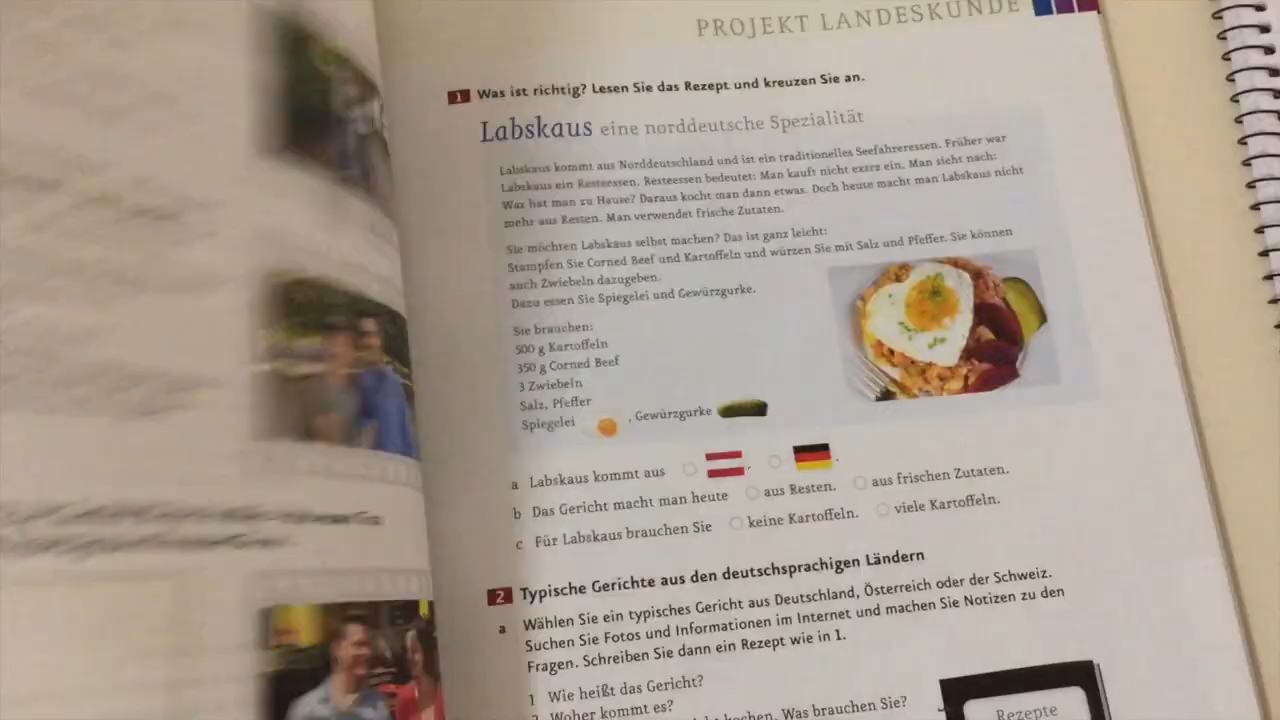 PROJEKT LANDESKUNDE
1 Was ist richtig? Lesen Sie das Rezept und kreuzen Sie an.
Labskaus eine norddeutsche Spezialität
Labskaus kommt aus Norddeutschland und ist ein traditionelles Seefahreressen. Früher war
Labskaus ein Resteessen. Resteessen bedeutet: Man kauft nicht extra ein. Man sieht nach:
Was hat man zu Hause? Daraus kocht man dann etwas. Doch heute macht man Labskaus nicht
mehr aus Resten. Man verwendet frische Zutaten.
Sie möchten Labskaus selbst machen? Das ist ganz leicht:
Stampfen Sie Corned Beef und Kartoffeln und würzen Sie mit Salz und Pfeffer. Sie können
auch Zwiebeln dazugeben.
Dazu essen Sie Spiegelei und Gewürzgurke.
Sie brauchen:
500 g Kartoffeln
350 g Corned Beef
3 Zwiebeln
Salz, Pfeffer
Spiegelei , Gewürzgurke
a Labskaus kommt aus , .
b Das Gericht macht man heute aus Resten. aus frischen Zutaten.
c Für Labskaus brauchen Sie keine Kartoffeln. viele Kartoffeln.
2 Typische Gerichte aus den deutschsprachigen Ländern
a Wählen Sie ein typisches Gericht aus Deutschland, Österreich oder der Schweiz.
Suchen Sie Fotos und Informationen im Internet und machen Sie Notizen zu den
Fragen. Schreiben Sie dann ein Rezept wie in 1.
1 Wie heißt das Gericht?
2 Woher kommt es?
kochen. Was brauchen Sie?
Rezepte